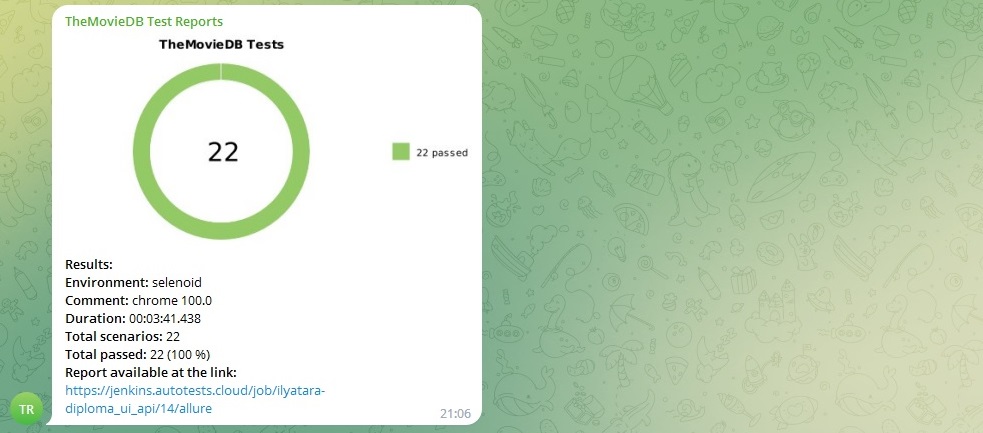 TheMovieDB Test Reports
TheMovieDB Tests
22
22 passed
Results:
Environment: selenoid
Comment: chrome 100.0
Duration: 00:03:41.438
Total scenarios: 22
Total passed: 22 (100 %)
Report available at the link:
https://jenkins.autotests.cloud/job/ilyatara-
diploma_ui_api/14/allure
TR
21:06